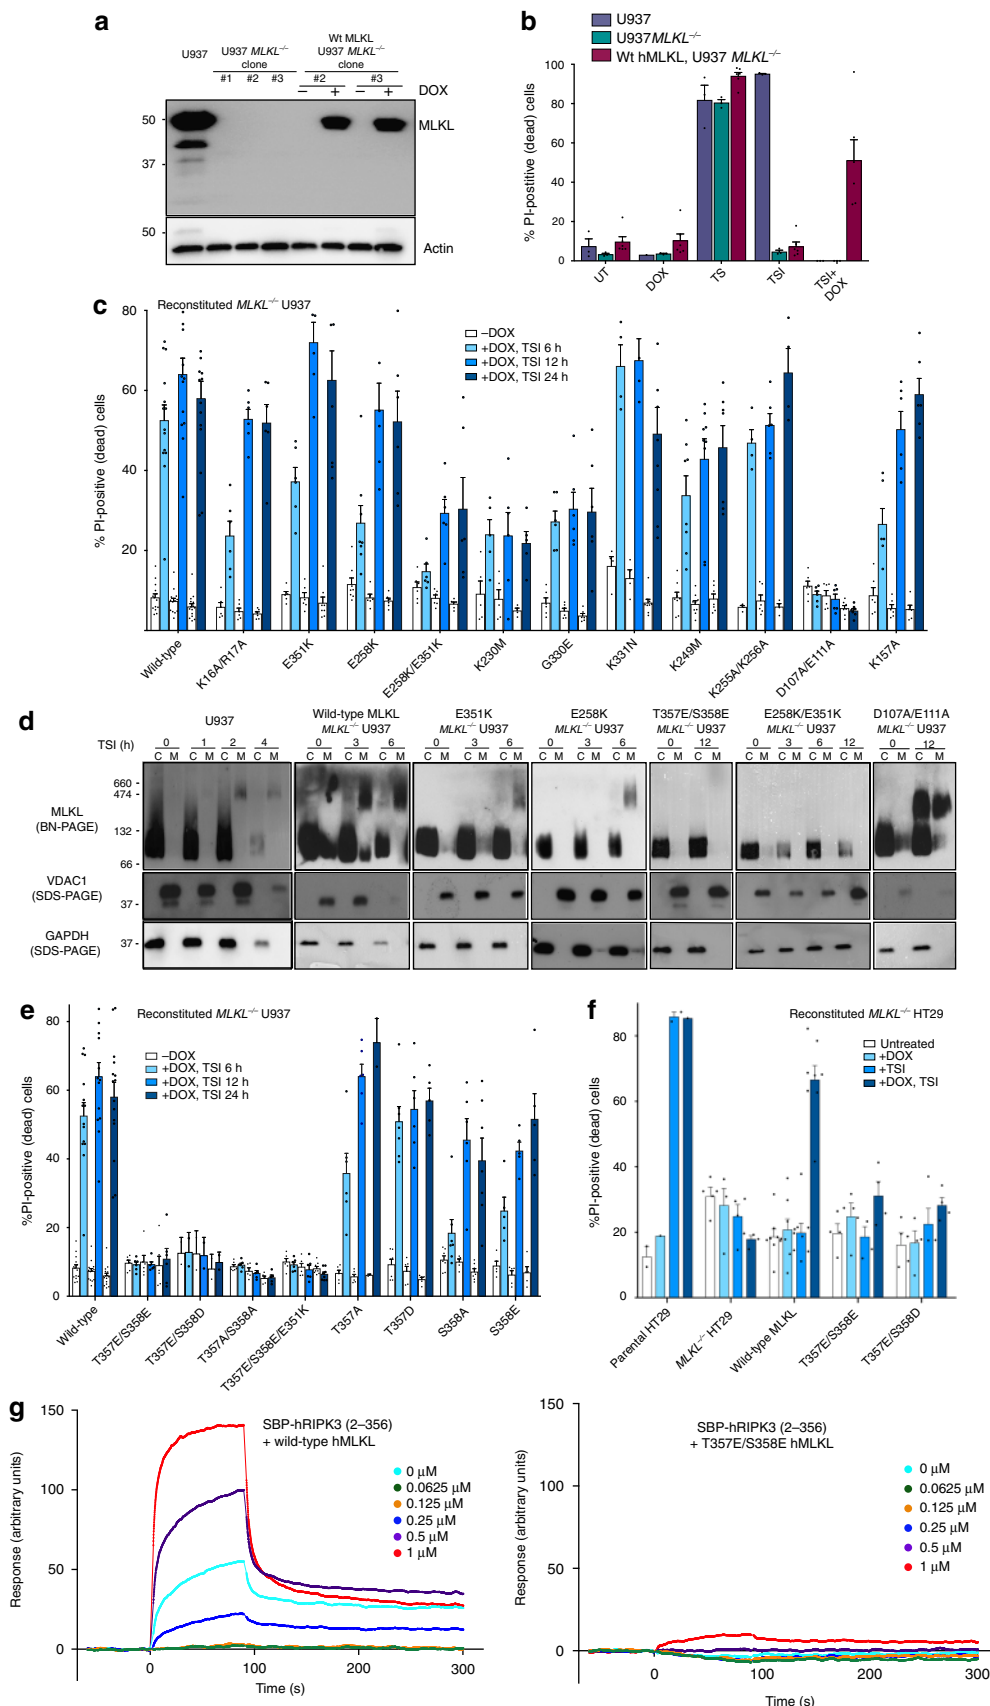 a
U937
U937 MLKL–/–
clone
#1 #2 #3
Wt MLKL
U937 MLKL–/–
clone
#2 #3
– + – + DOX
50
MLKL
37
50
Actin
b
U937
U937MLKL–/–
Wt hMLKL, U937 MLKL–/–
% PI-postitive (dead) cells
100
80
60
40
20
0
UT
DOX
TS
TSI
TSI+
DOX
c
Reconstituted MLKL–/– U937
–DOX
+DOX, TSI 6 h
+DOX, TSI 12 h
+DOX, TSI 24 h
% PI-positive (dead) cells
80
60
40
20
Wild-type
K16A/R17A
E351K
E258K
E258K/E351K
K230M
G330E
K331N
K249M
K255A/K256A
D107A/E111A
K157A
d
U937
Wild-type MLKL
MLKL–/– U937
E351K
MLKL–/– U937
E258K
MLKL–/– U937
T357E/S358E
MLKL–/– U937
E258K/E351K
MLKL–/– U937
D107A/E111A
MLKL–/– U937
TSI (h) 0 1 2 4 0 3 6 0 3 6 0 3 6 0 12 0 3 6 12 0 12
C M C M C M C M C M C M C M C M C M C M C M C M C M C M C M C M C M C M C M C M C M
660
474
132
66
MLKL
(BN-PAGE)
VDAC1
(SDS-PAGE)
37
GAPDH
(SDS-PAGE)
37
e
Reconstituted MLKL–/– U937
–DOX
+DOX, TSI 6 h
+DOX, TSI 12 h
+DOX, TSI 24 h
%PI-positive (dead) cells
80
60
40
20
0
Wild-type
T357E/S358E
T357E/S358D
T357A/S358A
T357E/S358E/E351K
T357A
T357D
S358A
S358E
f
Reconstituted MLKL–/– HT29
Untreated
+DOX
+TSI
+DOX, TSI
%PI-positive (dead) cells
80
60
40
20
0
Parental HT29
MLKL–/– HT29
Wild-type MLKL
T357E/S358E
T357E/S358D
g
SBP-hRIPK3 (2–356)
+ wild-type hMLKL
0 µM
0.0625 µM
0.125 µM
0.25 µM
0.5 µM
1 µM
Response (arbitrary units)
150
100
50
0
0 100 200 300
Time (s)
SBP-hRIPK3 (2–356)
+ T357E/S358E hMLKL
0 µM
0.0625 µM
0.125 µM
0.25 µM
0.5 µM
1 µM
Response (arbitrary units)
150
100
50
0
0 100 200 300
Time (s)